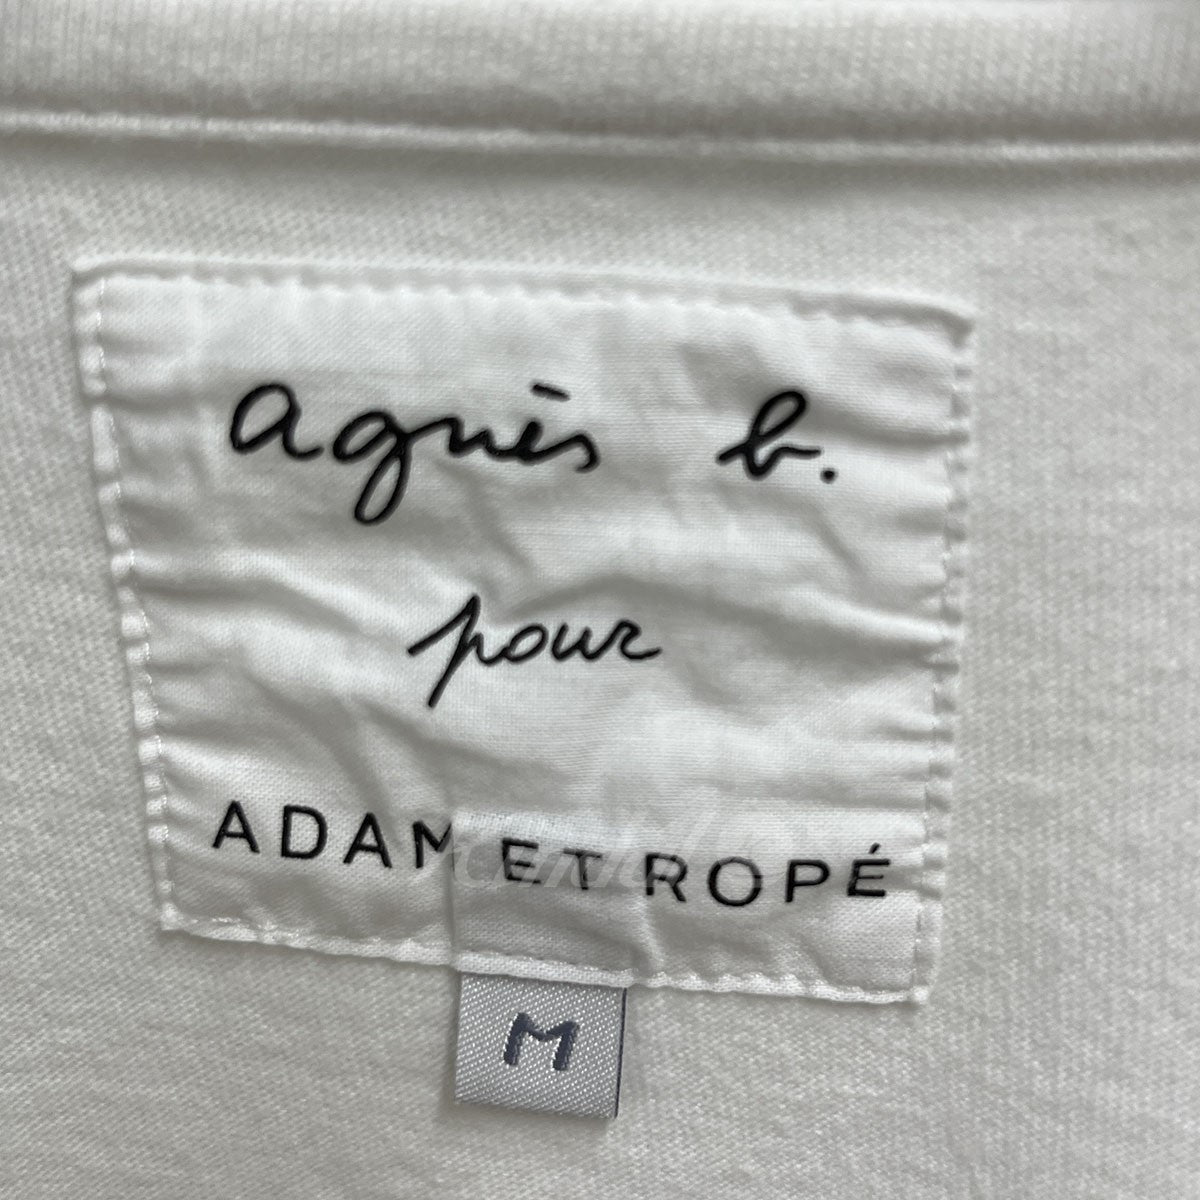 agnès b.
pour
ADAM ET ROPÉ
M